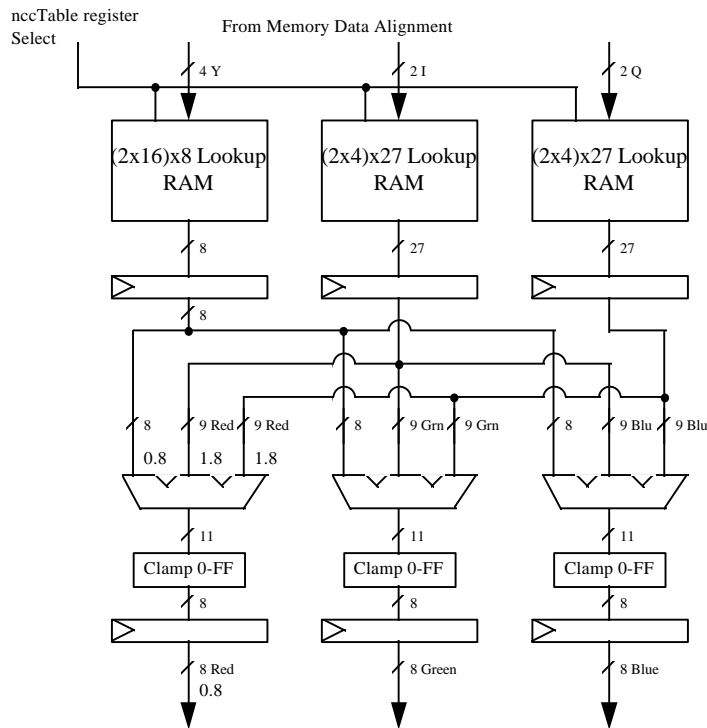 nccTable register
Select
From Memory Data Alignment
4 Y
2 I
2 Q
(2x16)x8 Lookup
RAM
(2x4)x27 Lookup
RAM
(2x4)x27 Lookup
RAM
8
27
27
8
8
9 Red
9 Red
8
9 Grn
9 Grn
8
9 Blu
9 Blu
0.8
1.8
1.8
11
11
11
Clamp 0-FF
Clamp 0-FF
Clamp 0-FF
8
8
8
8 Red
8 Green
8 Blue
0.8